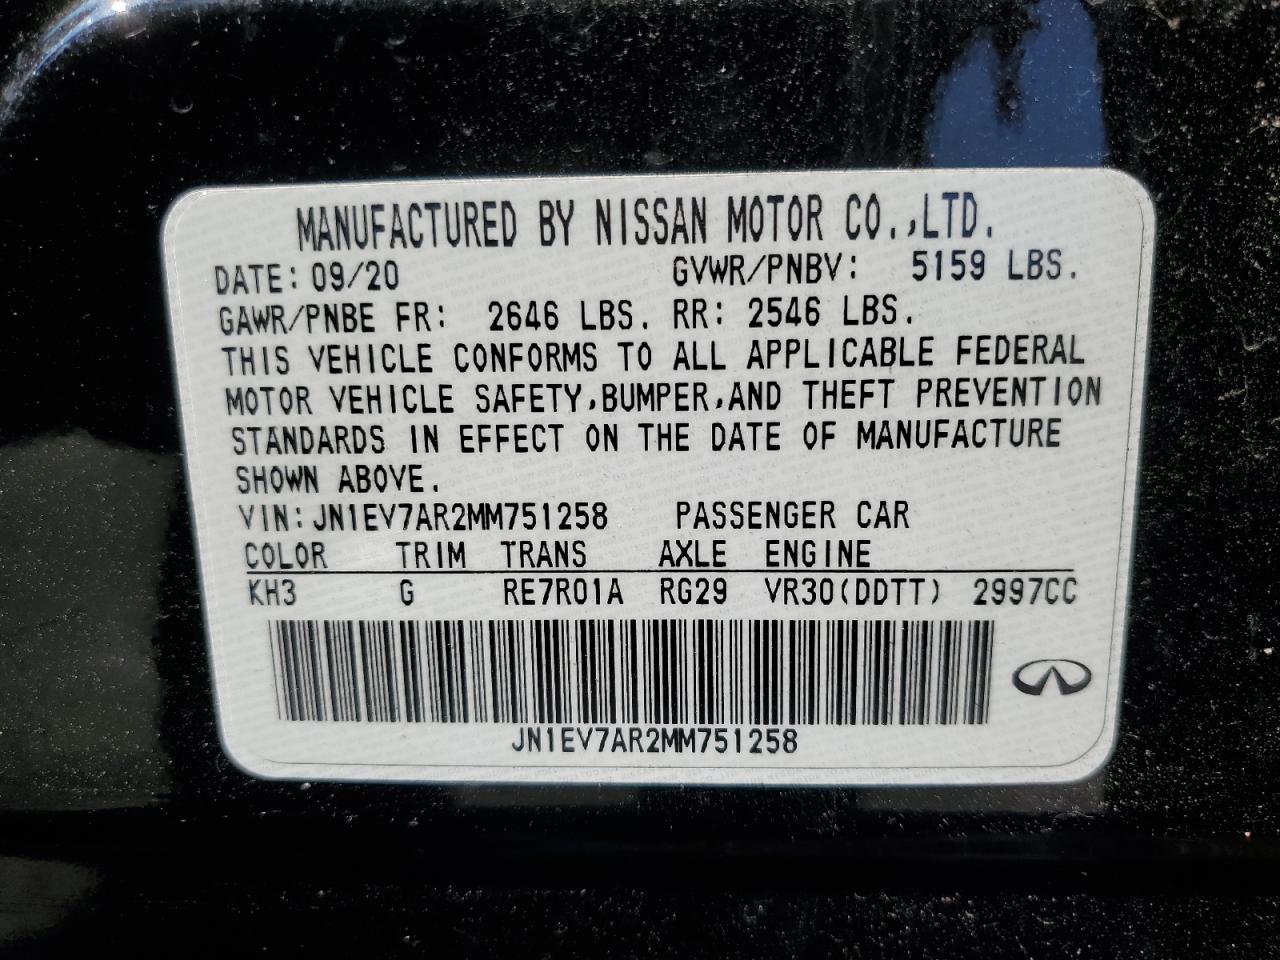 MANUFACTURED BY NISSAN MOTOR CO.,LTD.
DATE: 09/20 GVWR/PNBV: 5159 LBS.
GAWR/PNBE FR: 2646 LBS. RR: 2546 LBS.
THIS VEHICLE CONFORMS TO ALL APPLICABLE FEDERAL
MOTOR VEHICLE SAFETY,BUMPER,AND THEFT PREVENTION
STANDARDS IN EFFECT ON THE DATE OF MANUFACTURE
SHOWN ABOVE.
VIN: JN1EV7AR2MM751258 PASSENGER CAR
COLOR TRIM TRANS AXLE ENGINE
KH3 G RE7R01A RG29 VR30(DDTT) 2997CC
JN1EV7AR2MM751258